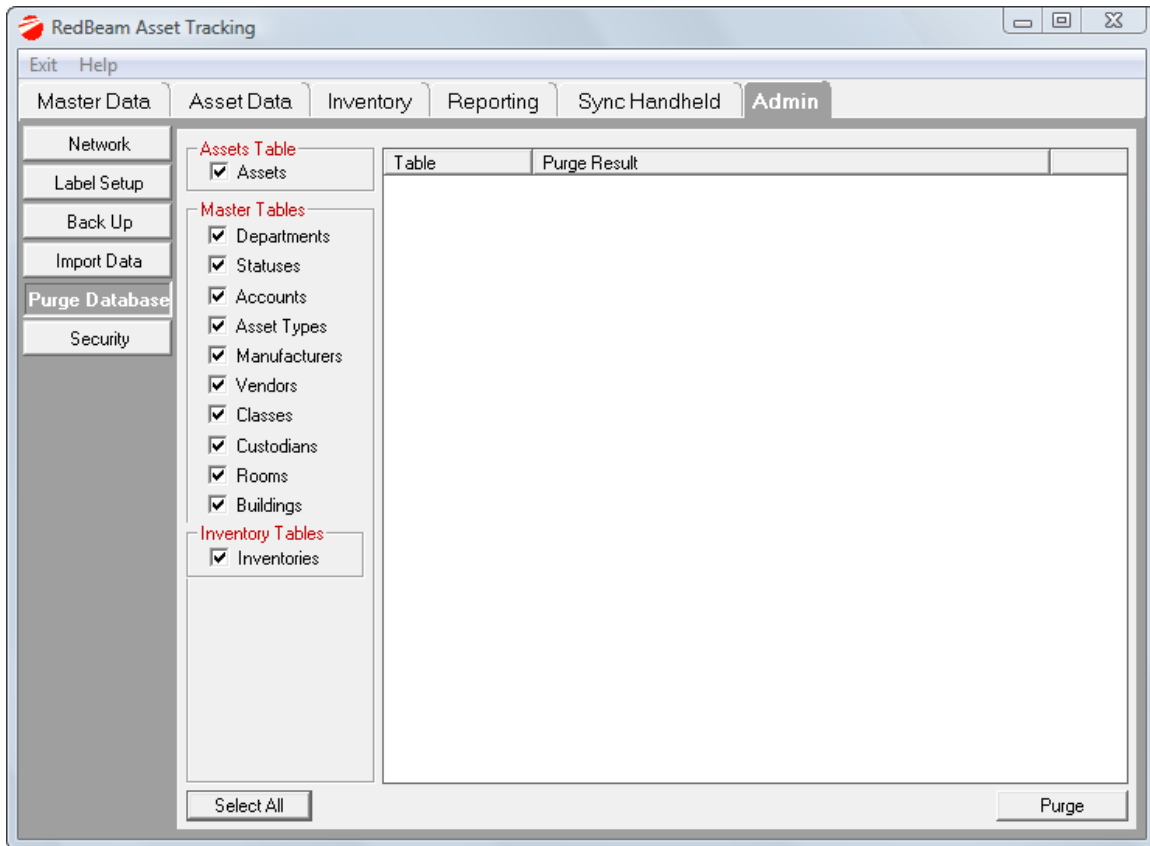 RedBeam Asset Tracking
Exit Help
Master Data Asset Data Inventory Reporting Sync Handheld Admin
Network
Label Setup
Back Up
Import Data
Purge Database
Security
Assets Table
Assets
Master Tables
Departments
Statuses
Accounts
Asset Types
Manufacturers
Vendors
Classes
Custodians
Rooms
Buildings
Inventory Tables
Inventories
Table Purge Result
Select All
Purge